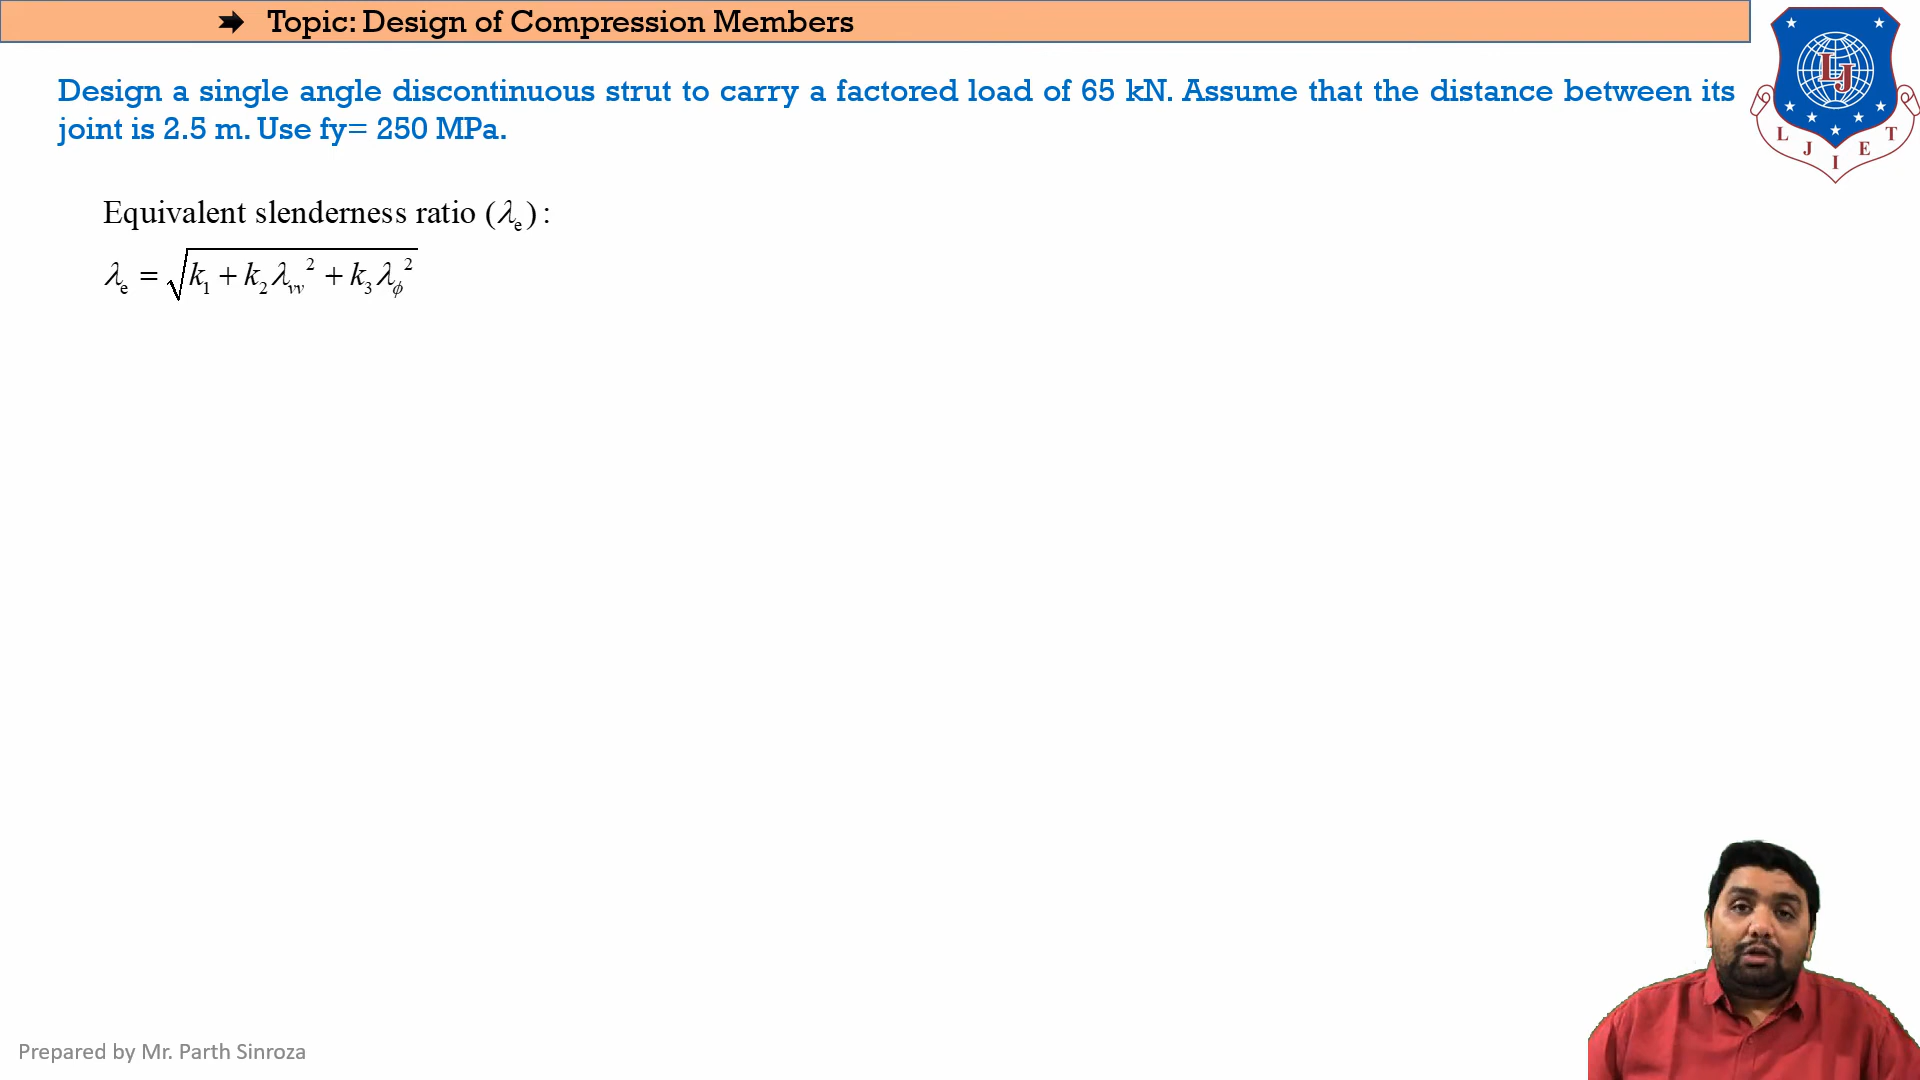 Topic: Design of Compression Members
Design a single angle discontinuous strut to carry a factored load of 65 kN. Assume that the distance between its
joint is 2.5 m. Use fy= 250 MPa.
Equivalent slenderness ratio (λe) :
λe = √(k1 + k2λvv² + k3λϕ²)
LJ
L J I E T
Prepared by Mr. Parth Sinroza